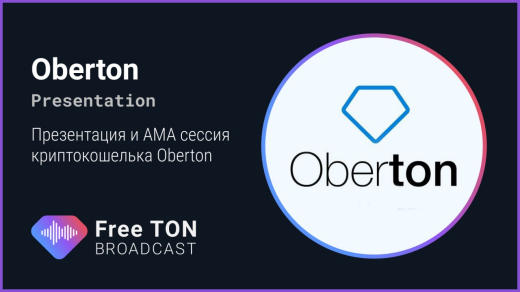 Oberton
Presentation
Презентация и АМА сессия
криптокошелька Oberton
Free TON
BROADCAST
Oberton